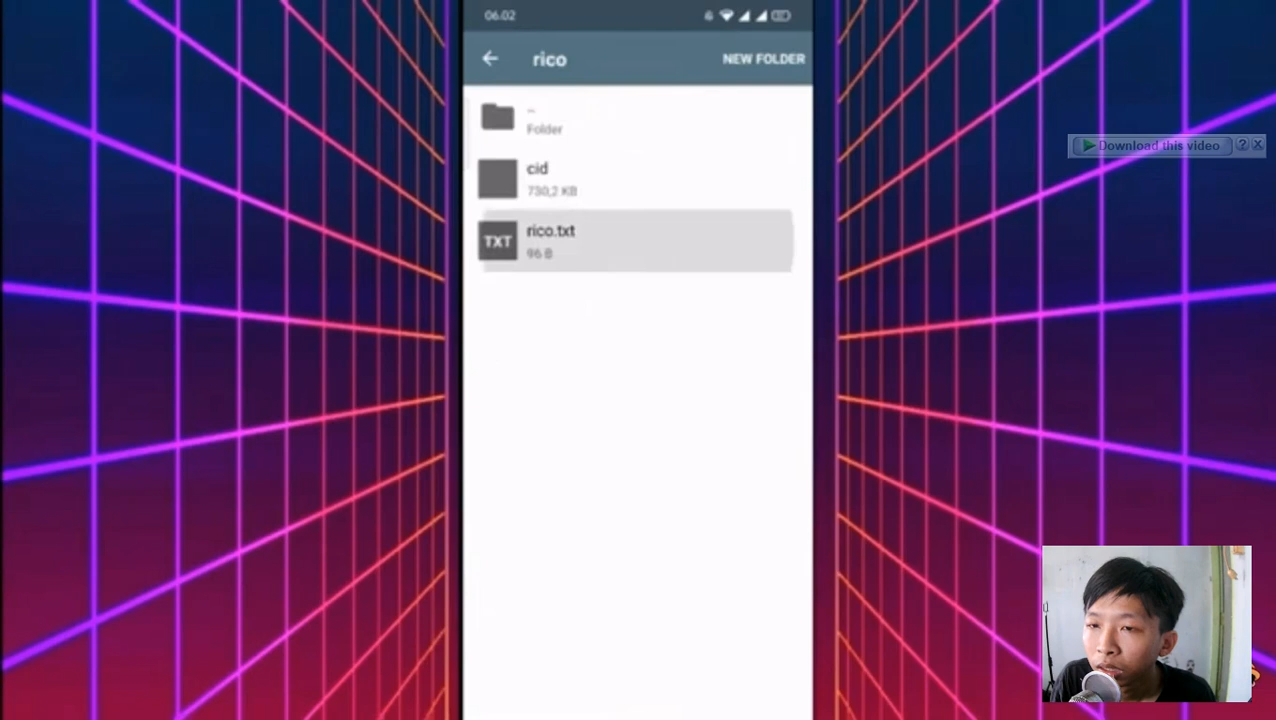 06.02
rico
NEW FOLDER
..
Folder
cid
730,2 KB
TXT
rico.txt
96 B
Download this video
?
X